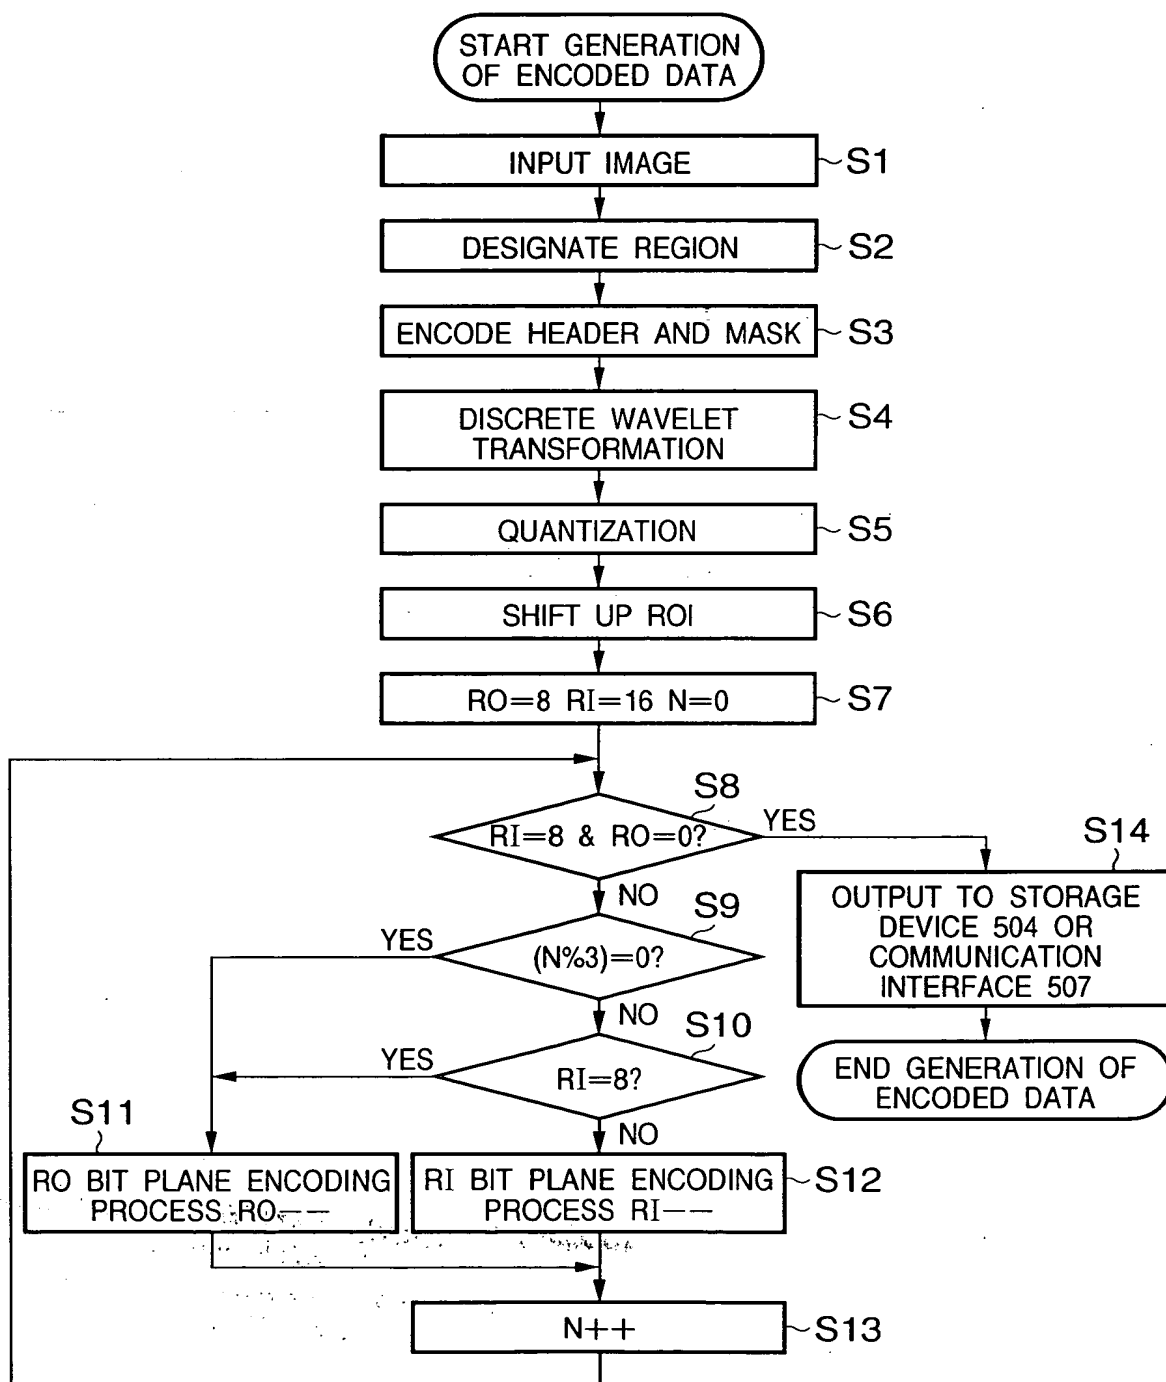 START GENERATION
OF ENCODED DATA
INPUT IMAGE
S1
DESIGNATE REGION
S2
ENCODE HEADER AND MASK
S3
DISCRETE WAVELET
TRANSFORMATION
S4
QUANTIZATION
S5
SHIFT UP ROI
S6
RO=8 RI=16 N=0
S7
S8
RI=8 & RO=0?
YES
NO
S14
OUTPUT TO STORAGE
DEVICE 504 OR
COMMUNICATION
INTERFACE 507
S9
YES
(N%3)=0?
NO
S10
YES
RI=8?
NO
END GENERATION OF
ENCODED DATA
S11
RO BIT PLANE ENCODING
PROCESS RO--
RI BIT PLANE ENCODING
PROCESS RI--
S12
N++
S13